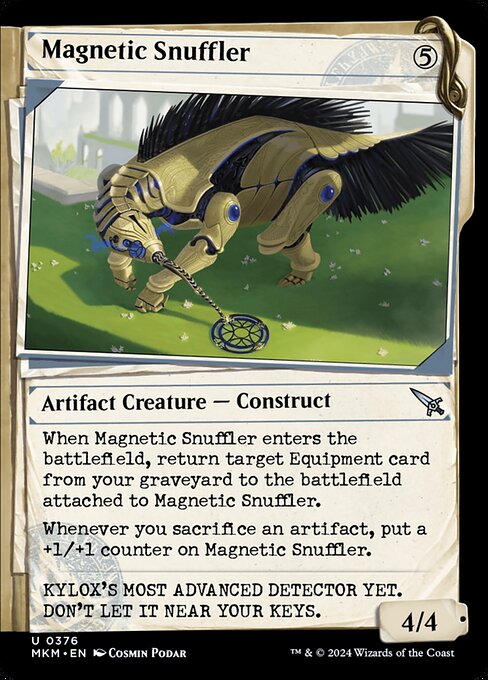 Magnetic Snuffler
5
Artifact Creature — Construct
When Magnetic Snuffler enters the
battlefield, return target Equipment card
from your graveyard to the battlefield
attached to Magnetic Snuffler.
Whenever you sacrifice an artifact, put a
+1/+1 counter on Magnetic Snuffler.
KYLOX'S MOST ADVANCED DETECTOR YET.
DON'T LET IT NEAR YOUR KEYS.
4/4
U 0376
MKM • EN Cosmin Podar
™ & © 2024 Wizards of the Coast